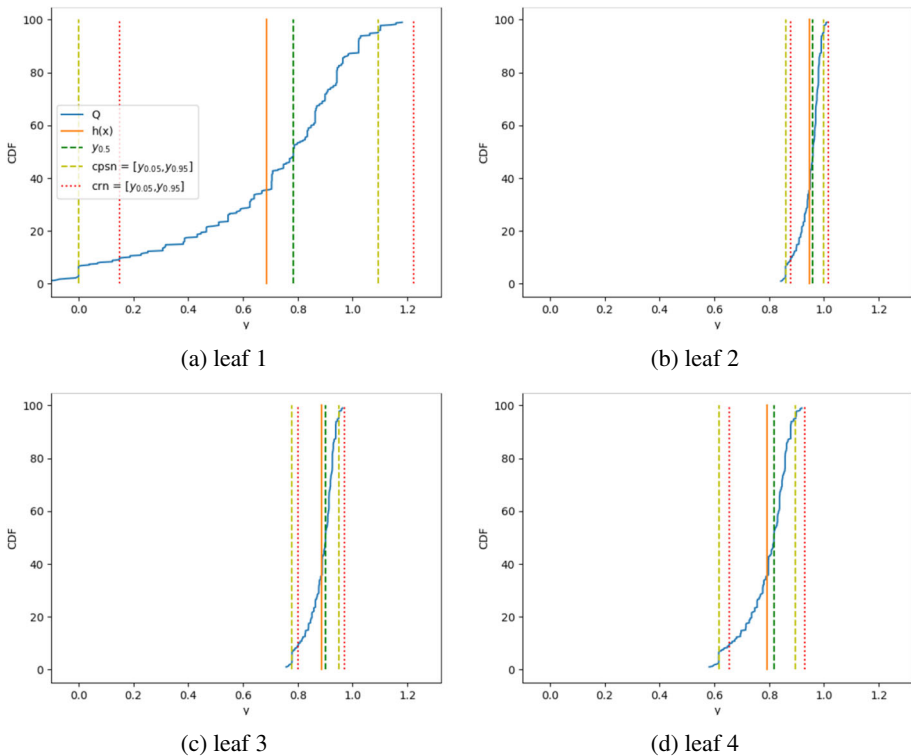 100
80
60
40
20
0
CDF
Q
h(x)
y0.5
cpsn = [y0.05,y0.95]
crn = [y0.05,y0.95]
0.0 0.2 0.4 0.6 0.8 1.0 1.2
y
(a) leaf 1
100
80
60
40
20
0
CDF
0.0 0.2 0.4 0.6 0.8 1.0 1.2
y
(b) leaf 2
100
80
60
40
20
0
CDF
0.0 0.2 0.4 0.6 0.8 1.0 1.2
y
(c) leaf 3
100
80
60
40
20
0
CDF
0.0 0.2 0.4 0.6 0.8 1.0 1.2
y
(d) leaf 4